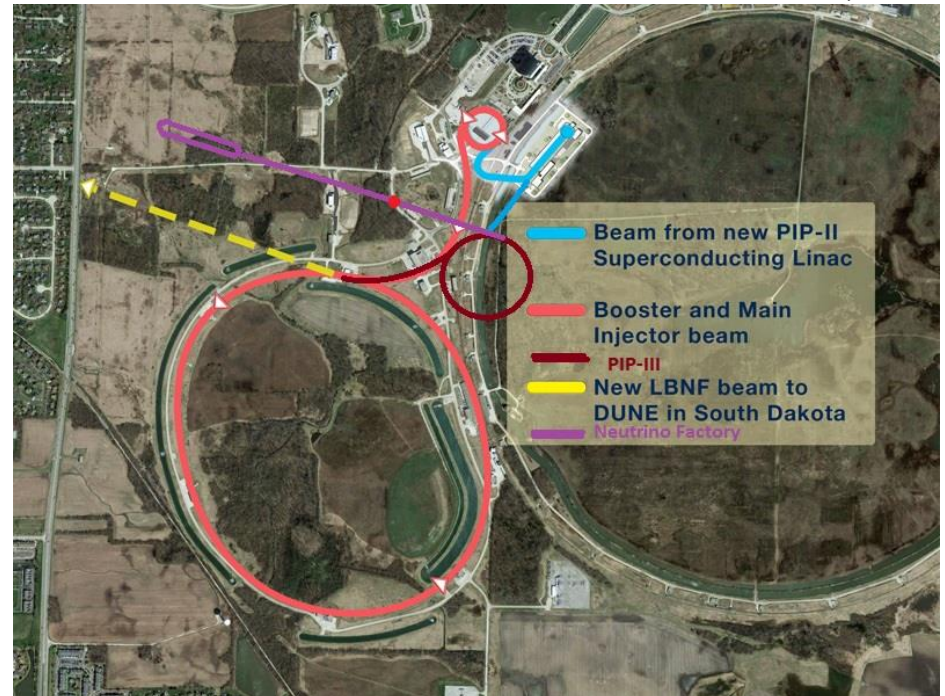 Beam from new PIP-II
Superconducting Linac
Booster and Main
Injector beam
PIP-III
New LBNF beam to
DUNE in South Dakota
Neutrino Factory